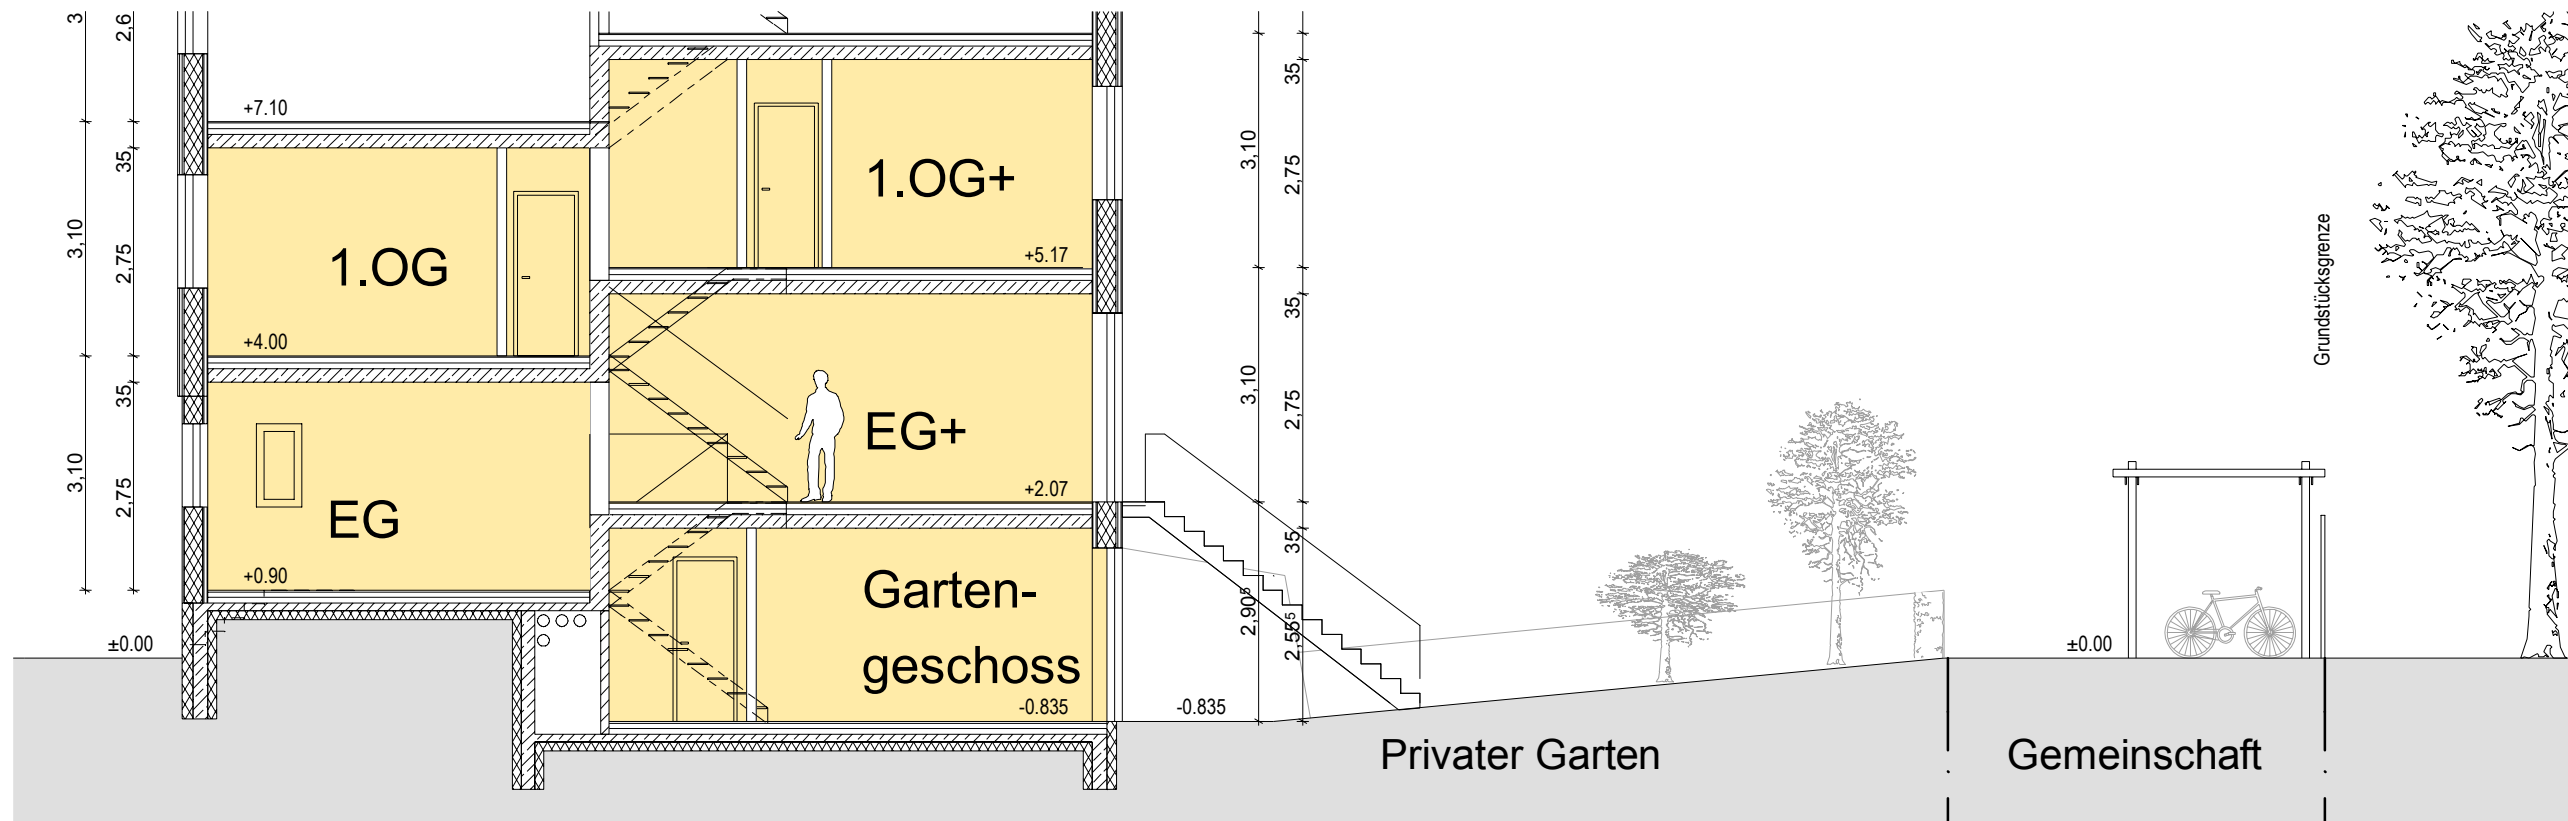 3
2,6
+7.10
35
3,10
2,75
1.OG
+4.00
35
3,10
2,75
EG
+0.90
±0.00
1.OG+
+5.17
EG+
+2.07
Garten-
geschoss
-0.835
-0.835
35
3,10
2,75
35
3,10
2,75
35
2,90⁵
2,55⁵
Grundstücksgrenze
±0.00
Privater Garten
Gemeinschaft